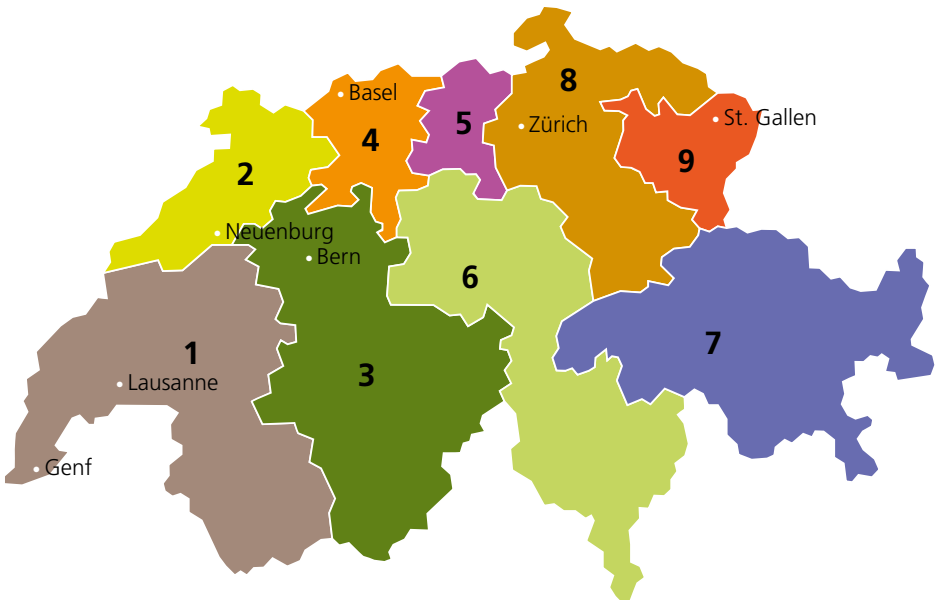 8
Basel
5
Zürich
St. Gallen
4
9
2
Neuenburg
Bern
6
7
1
3
Lausanne
Genf